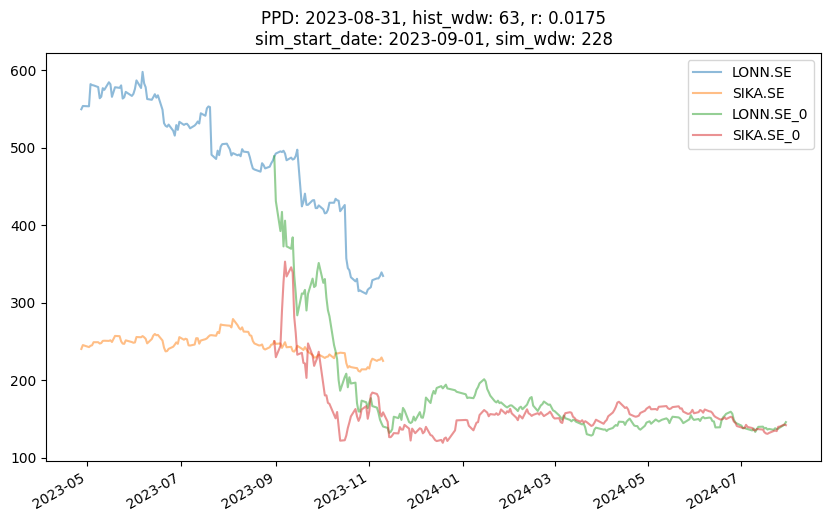 PPD: 2023-08-31, hist_wdw: 63, r: 0.0175
sim_start_date: 2023-09-01, sim_wdw: 228
LONN.SE
SIKA.SE
LONN.SE_0
SIKA.SE_0
600
500
400
300
200
100
2023-05
2023-07
2023-09
2023-11
2024-01
2024-03
2024-05
2024-07